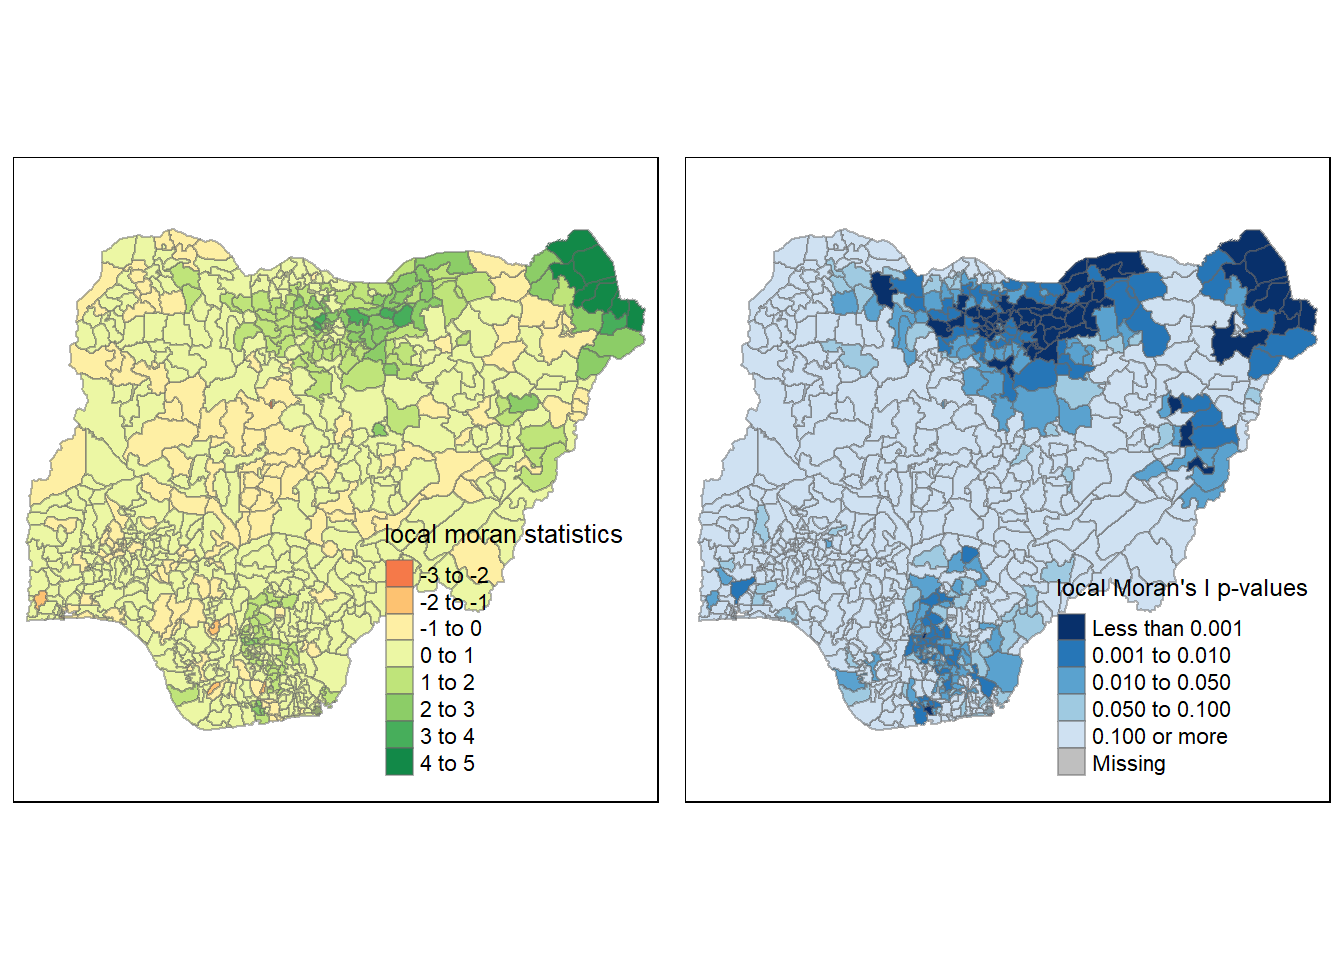 local moran statistics
-3 to -2
-2 to -1
-1 to 0
0 to 1
1 to 2
2 to 3
3 to 4
4 to 5
local Moran's I p-values
Less than 0.001
0.001 to 0.010
0.010 to 0.050
0.050 to 0.100
0.100 or more
Missing